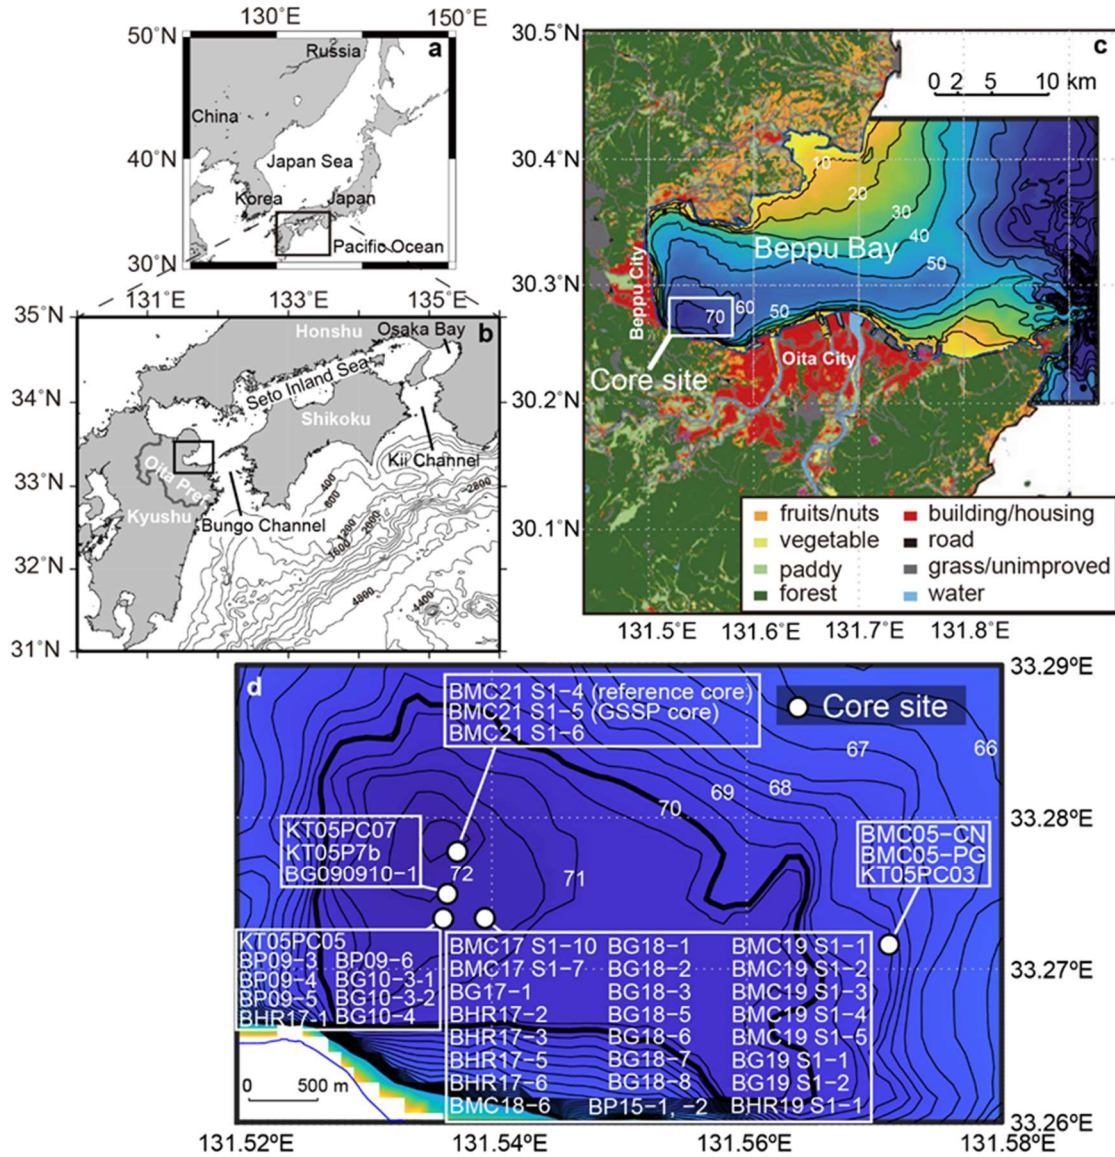 130°E 150°E
50°N
40°N
30°N
a
Russia
China
Japan Sea
Korea Japan
Pacific Ocean
131°E 133°E 135°E
35°N
34°N
33°N
32°N
31°N
b
Honshu
Osaka Bay
Seto Inland Sea
Shikoku
Kii Channel
Oita Pref.
Kyushu
Bungo Channel
400
800
1200
1600
2000
2800
4800
4400
c
30.5°N
30.4°N
30.3°N
30.2°N
30.1°N
0 2 5 10 km
10
20
30
40
50
Beppu Bay
Beppu City
60
50
70
Oita City
Core site
fruits/nuts
vegetable
paddy
forest
building/housing
road
grass/unimproved
water
131.5°E 131.6°E 131.7°E 131.8°E
d
BMC21 S1-4 (reference core)
BMC21 S1-5 (GSSP core)
BMC21 S1-6
Core site
67
66
68
69
70
71
72
KT05PC07
KT05P7b
BG090910-1
BMC05-CN
BMC05-PG
KT05PC03
KT05PC05
BP09-3 BP09-6
BP09-4 BG10-3-1
BP09-5 BG10-3-2
BHR17-1 BG10-4
BMC17 S1-10 BG18-1 BMC19 S1-1
BMC17 S1-7 BG18-2 BMC19 S1-2
BG17-1 BG18-3 BMC19 S1-3
BHR17-2 BG18-5 BMC19 S1-4
BHR17-3 BG18-6 BMC19 S1-5
BHR17-5 BG18-7 BG19 S1-1
BHR17-6 BG18-8 BG19 S1-2
BMC18-6 BP15-1, -2 BHR19 S1-1
0 500 m
33.29°E
33.28°E
33.27°E
33.26°E
131.52°E 131.54°E 131.56°E 131.58°E